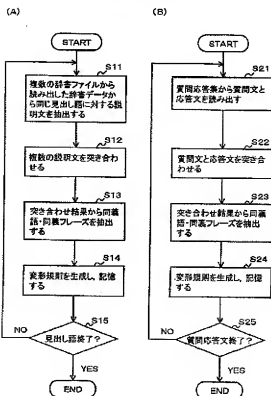 (A)
START
S11
複数の辞書ファイルから
読み出した辞書データか
ら同じ見出し語に対する説
明文を抽出する
S12
複数の説明文を突き合わ
せる
S13
突き合わせ結果から同義
語・同義フレーズを抽出
する
S14
変形規則を生成し、記憶
する
S15
見出し語終了?
NO
YES
END
(B)
START
S21
質問応答集から質問文と
応答文を読み出す
S22
質問文と応答文を突き合
わせる
S23
突き合わせ結果から同義
語・同義フレーズを抽出
する
S24
変形規則を生成し、記憶
する
S25
質問応答文終了?
NO
YES
END